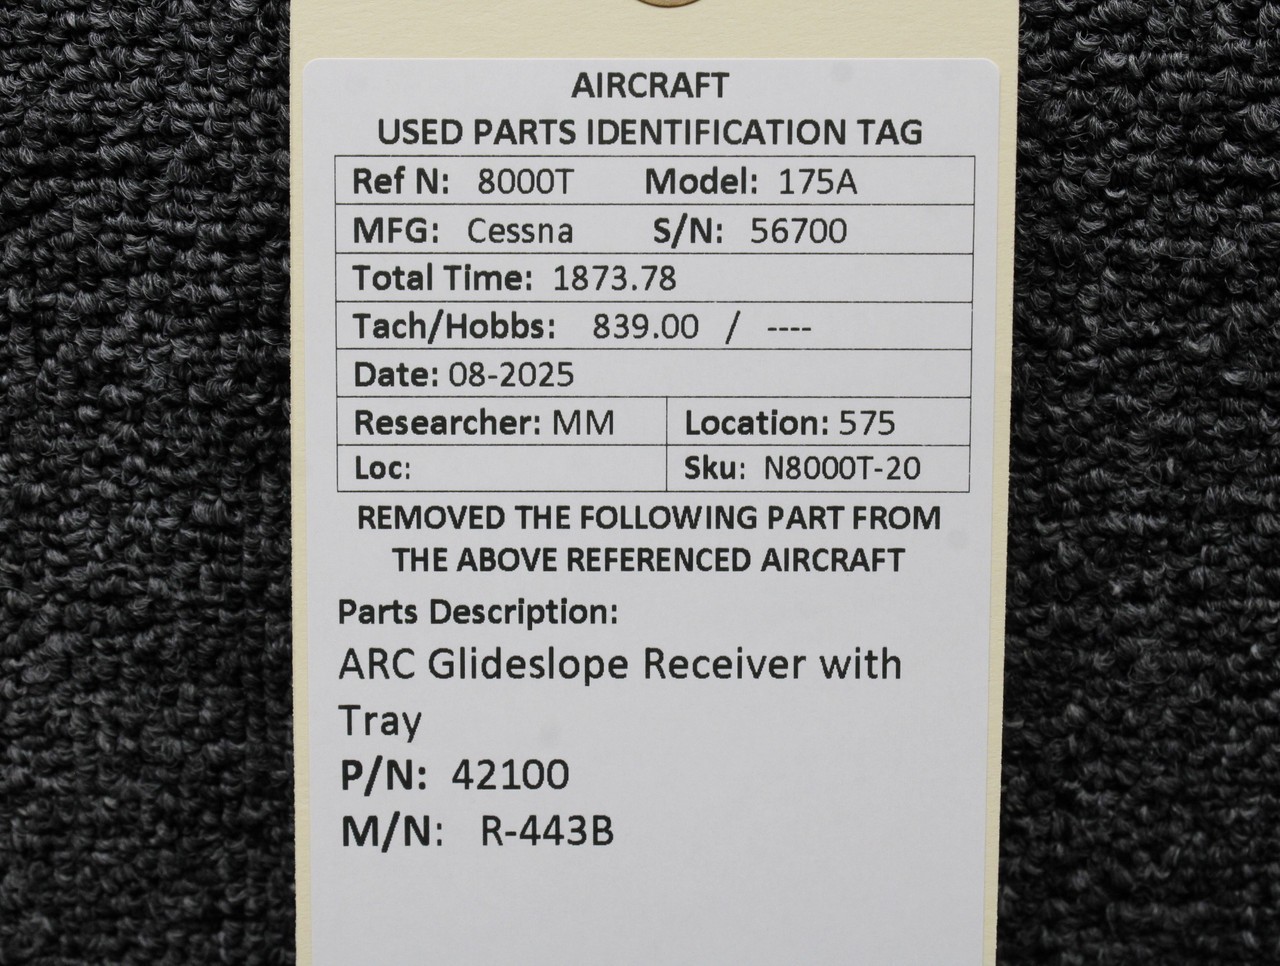 AIRCRAFT
USED PARTS IDENTIFICATION TAG
Ref N: 8000T Model: 175A
MFG: Cessna S/N: 56700
Total Time: 1873.78
Tach/Hobbs: 839.00 / ----
Date: 08-2025
Researcher: MM Location: 575
Loc: Sku: N8000T-20
REMOVED THE FOLLOWING PART FROM
THE ABOVE REFERENCED AIRCRAFT
Parts Description:
ARC Glideslope Receiver with
Tray
P/N: 42100
M/N: R-443B